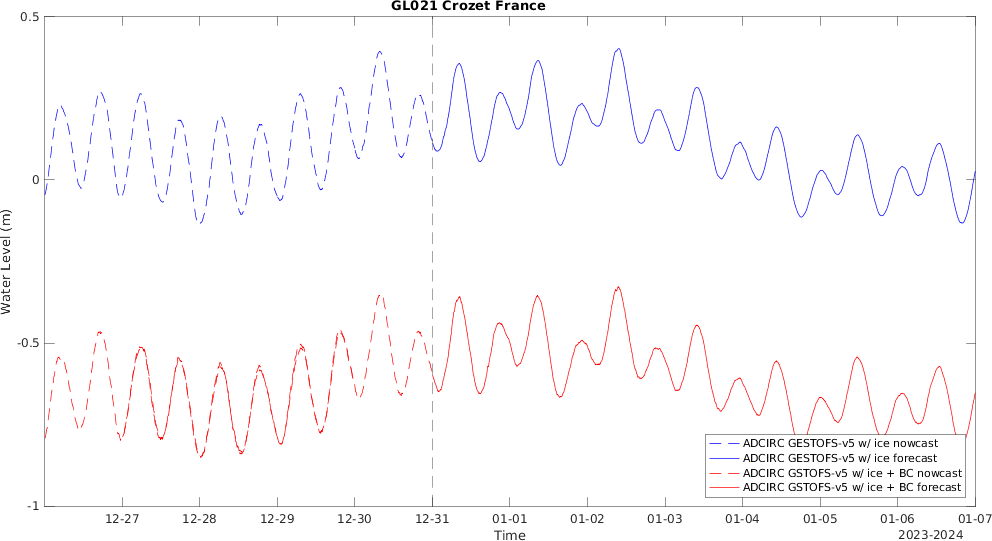 GL021 Crozet France
Water Level (m)
0.5
0
-0.5
-1
ADCIRC GESTOFS-v5 w/ ice nowcast
ADCIRC GESTOFS-v5 w/ ice forecast
ADCIRC GSTOFS-v5 w/ ice + BC nowcast
ADCIRC GSTOFS-v5 w/ ice + BC forecast
12-27 12-28 12-29 12-30 12-31 01-01 01-02 01-03 01-04 01-05 01-06 01-07
Time
2023-2024